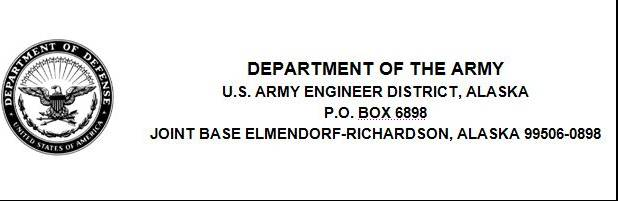 DEPARTMENT OF DEFENSE
UNITED STATES OF AMERICA
DEPARTMENT OF THE ARMY
U.S. ARMY ENGINEER DISTRICT, ALASKA
P.O. BOX 6898
JOINT BASE ELMENDORF-RICHARDSON, ALASKA 99506-0898